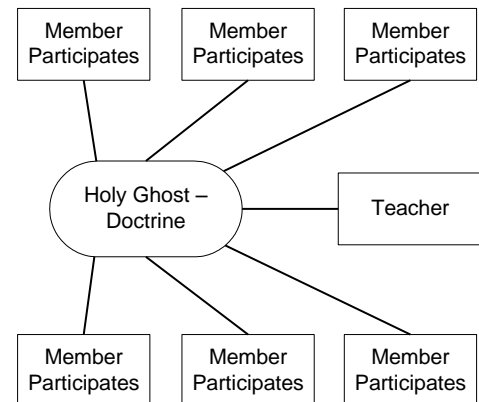 Member
Participates
Member
Participates
Member
Participates
Holy Ghost –
Doctrine
Teacher
Member
Participates
Member
Participates
Member
Participates